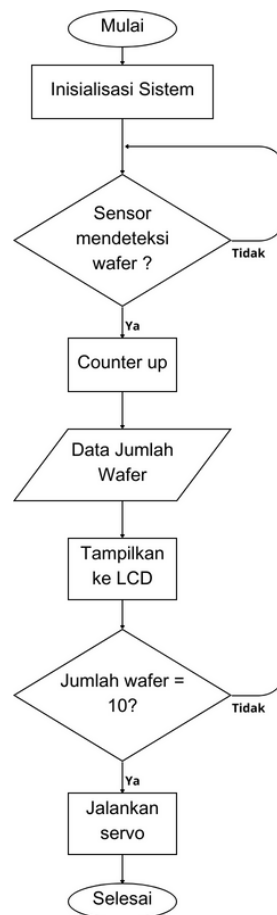 Mulai
Inisialisasi Sistem
Sensor
mendeteksi
wafer ?
Tidak
Ya
Counter up
Data Jumlah
Wafer
Tampilkan
ke LCD
Jumlah wafer =
10?
Tidak
Ya
Jalankan
servo
Selesai